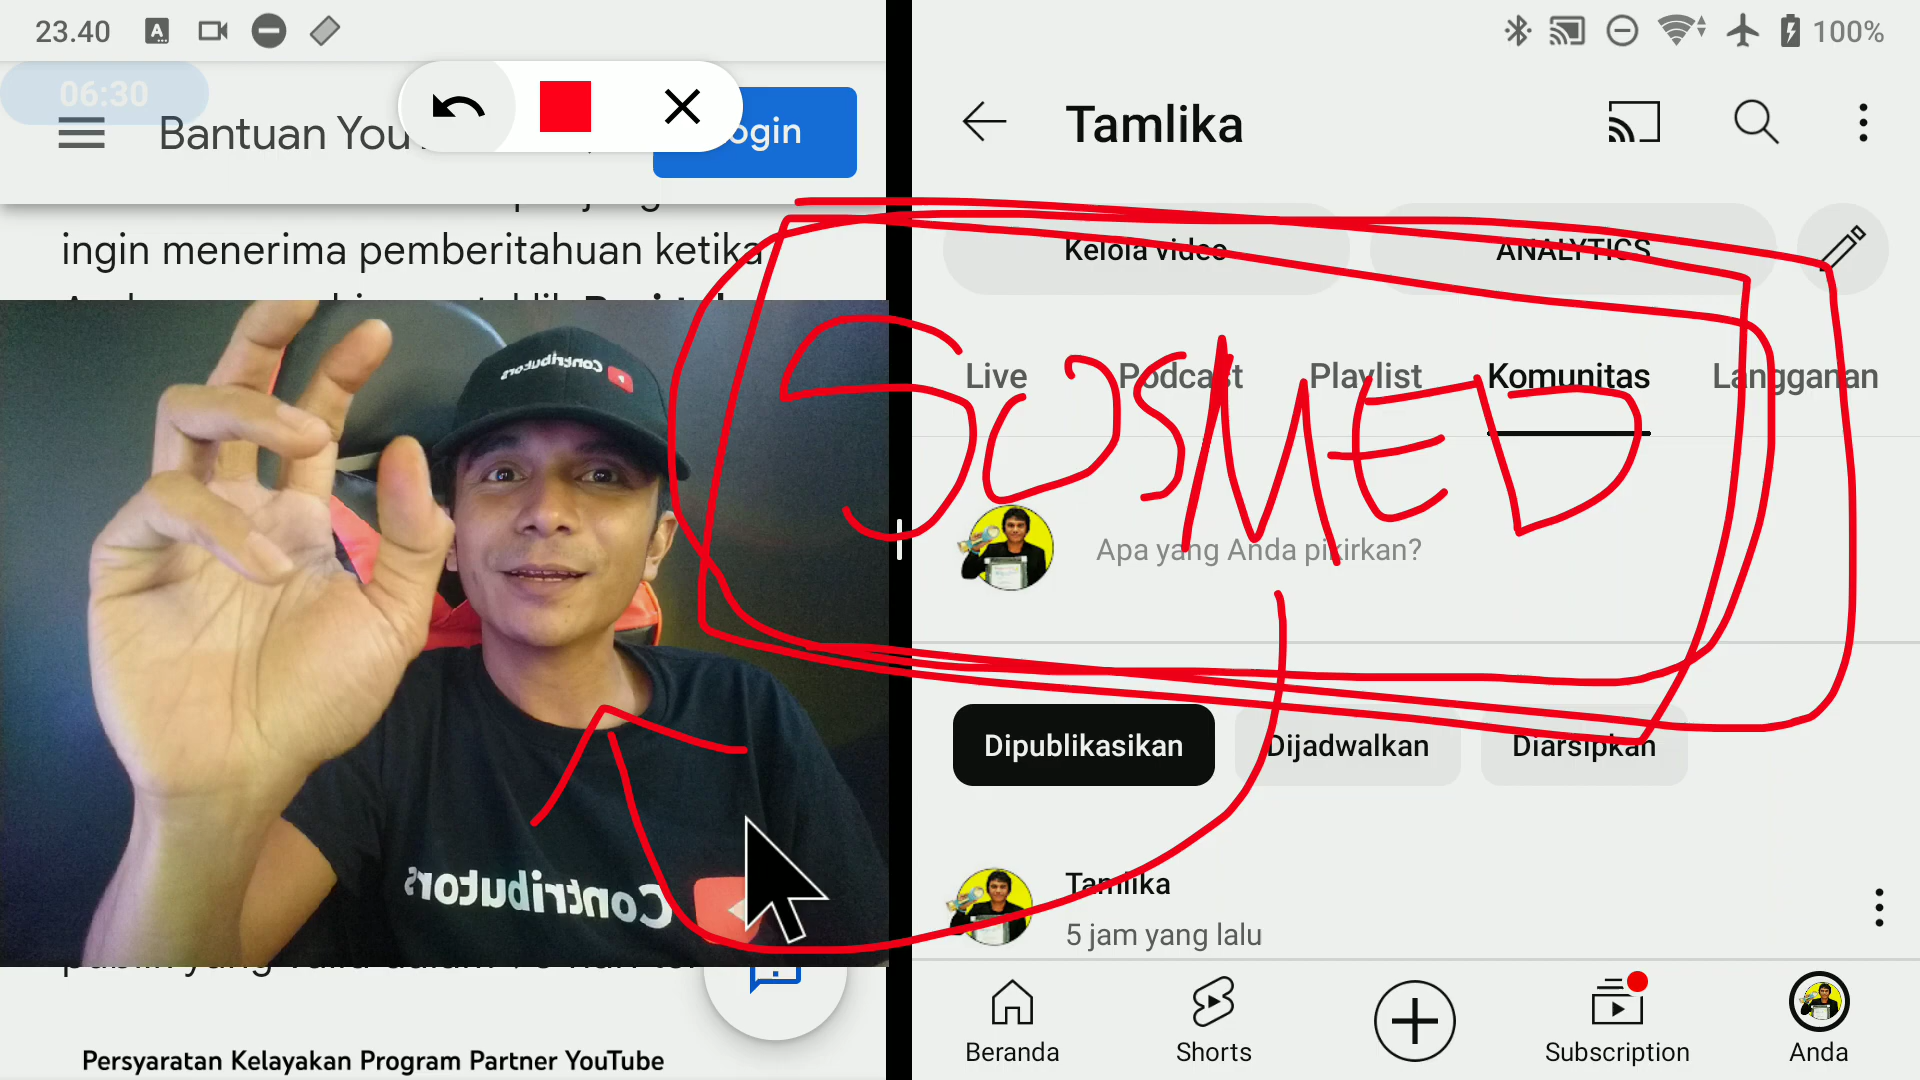 23.40
06:30
Bantuan You
ogin
ingin menerima pemberitahuan ketika
Contributors
Contributors
Persyaratan Kelayakan Program Partner YouTube
100%
Tamlika
Kelola video
ANALYTICS
Live
Podcast
Playlist
Komunitas
Langganan
SOSMED
Apa yang Anda pikirkan?
Dipublikasikan
Dijadwalkan
Diarsipkan
Tamlika
5 jam yang lalu
Beranda
Shorts
Subscription
Anda